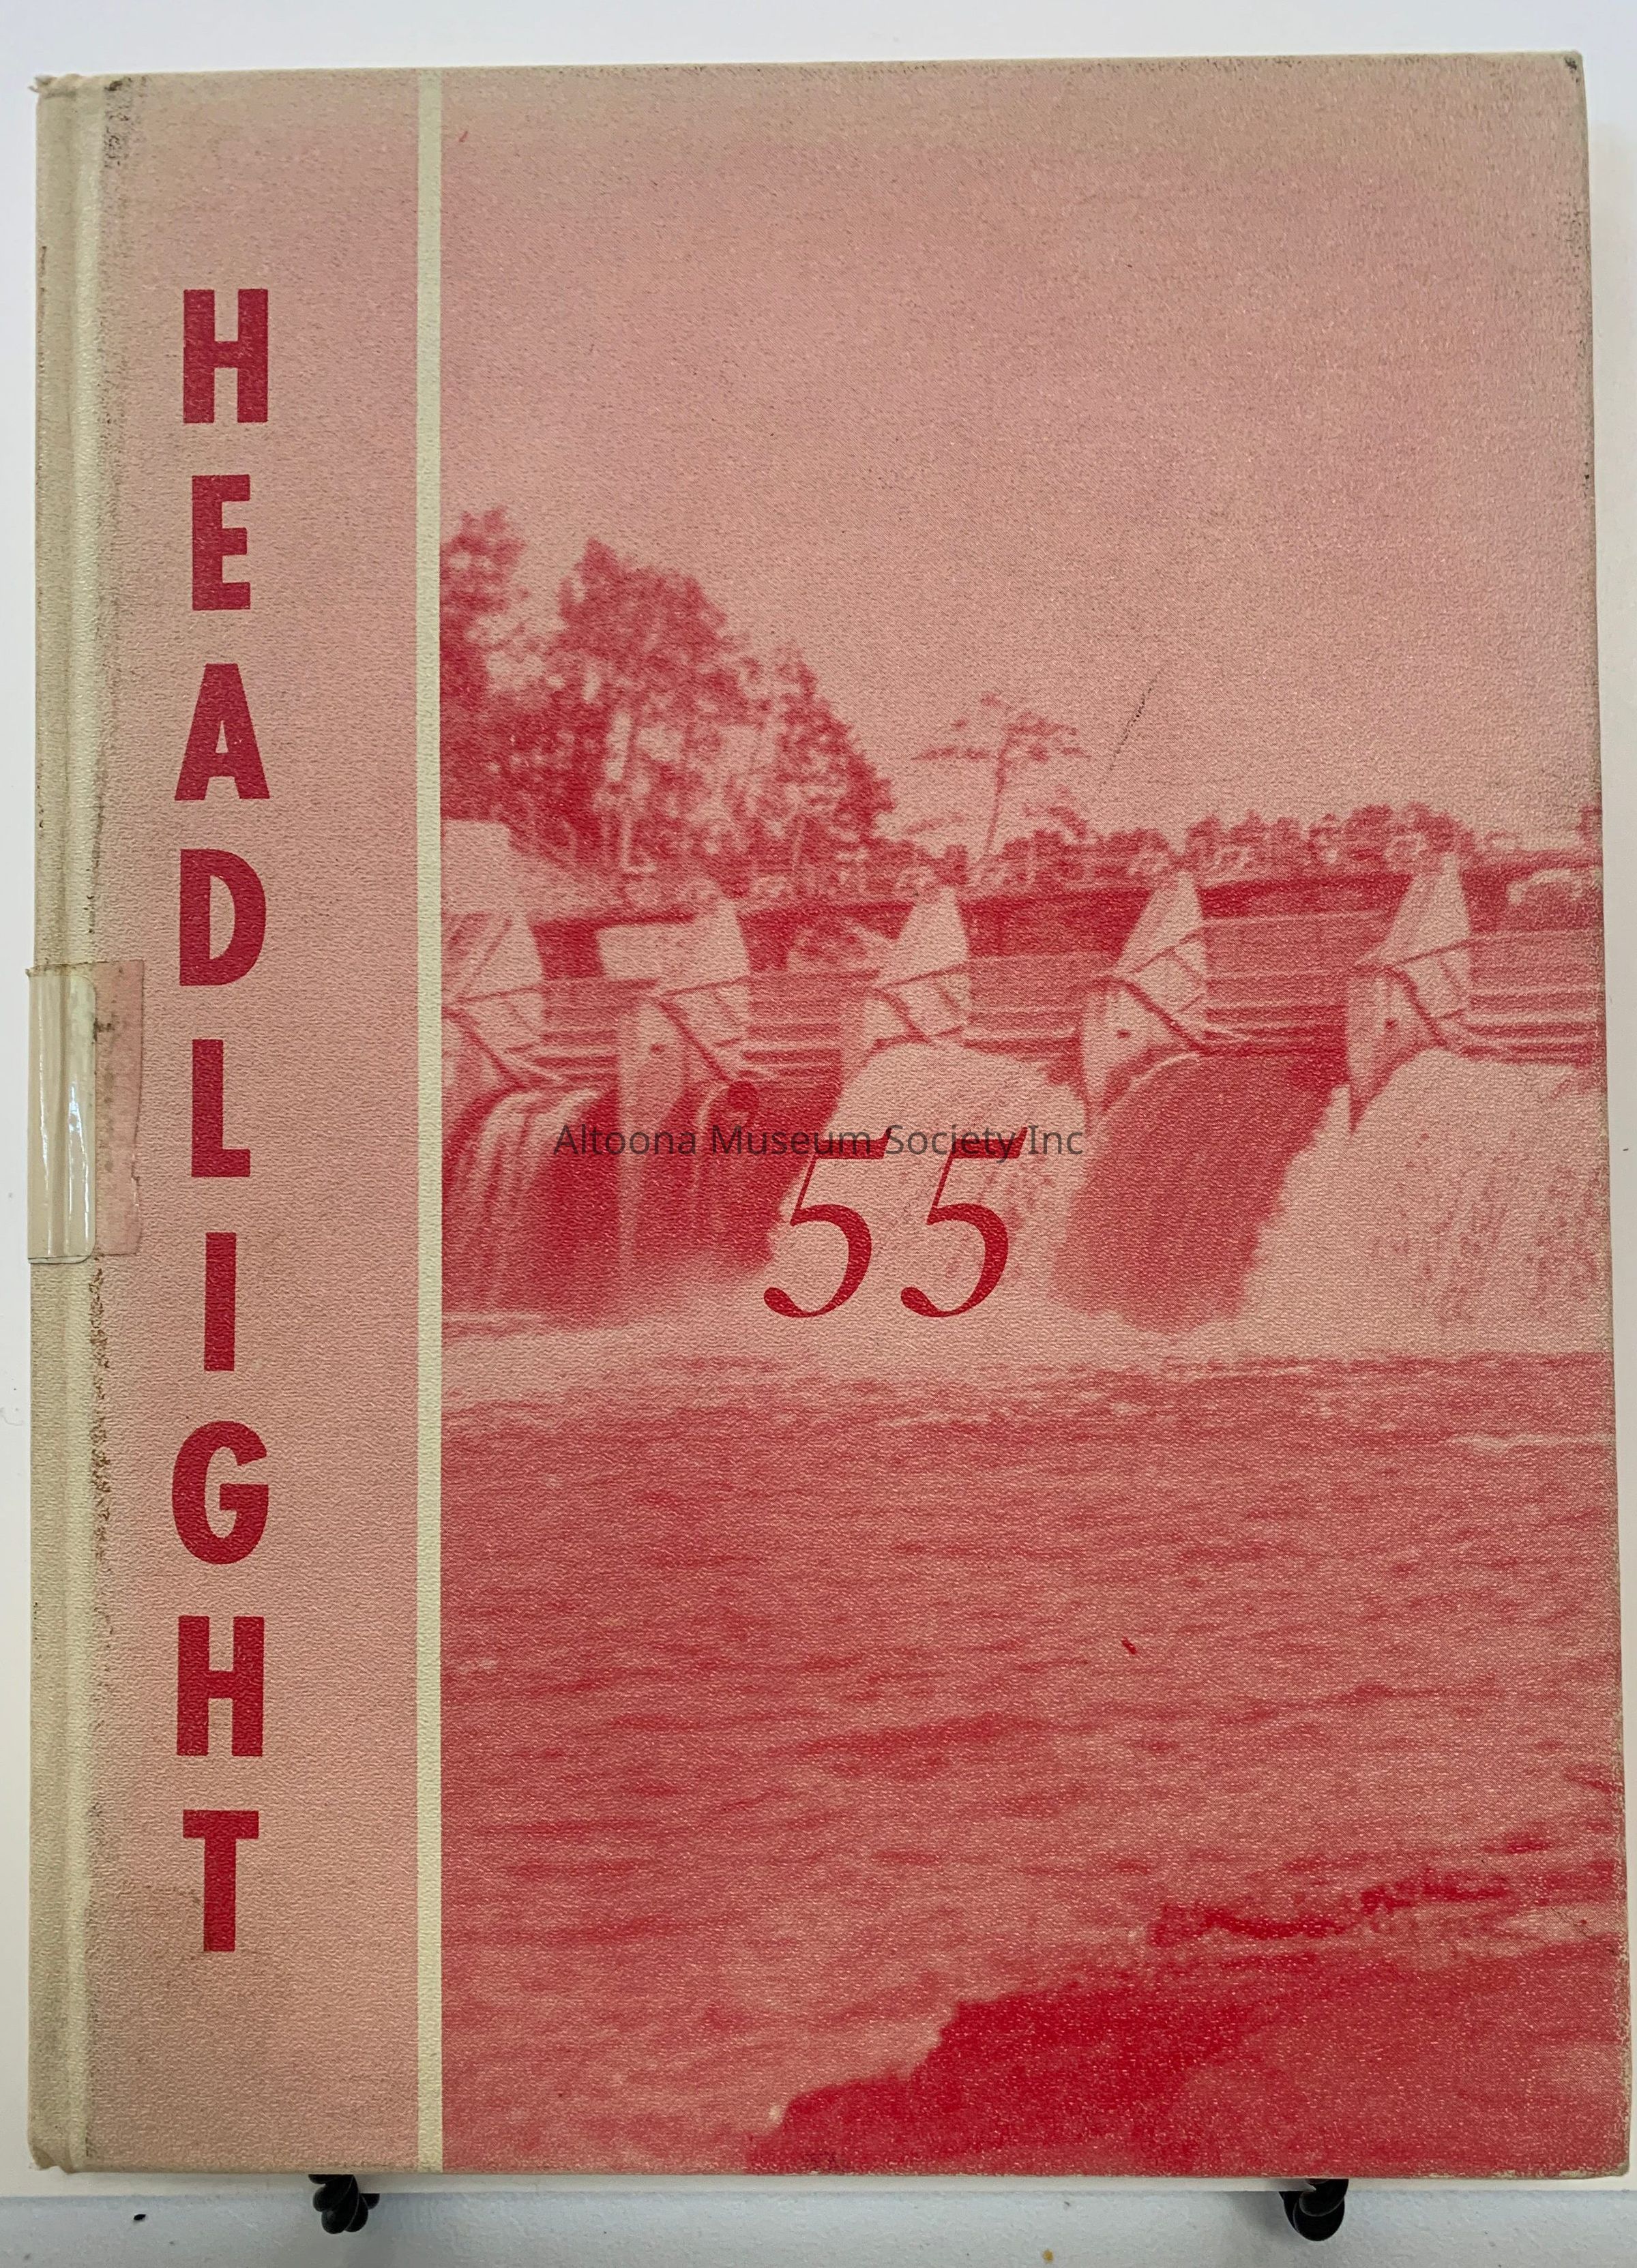 HEADLIGHT
Altoona Museum Society Inc
55